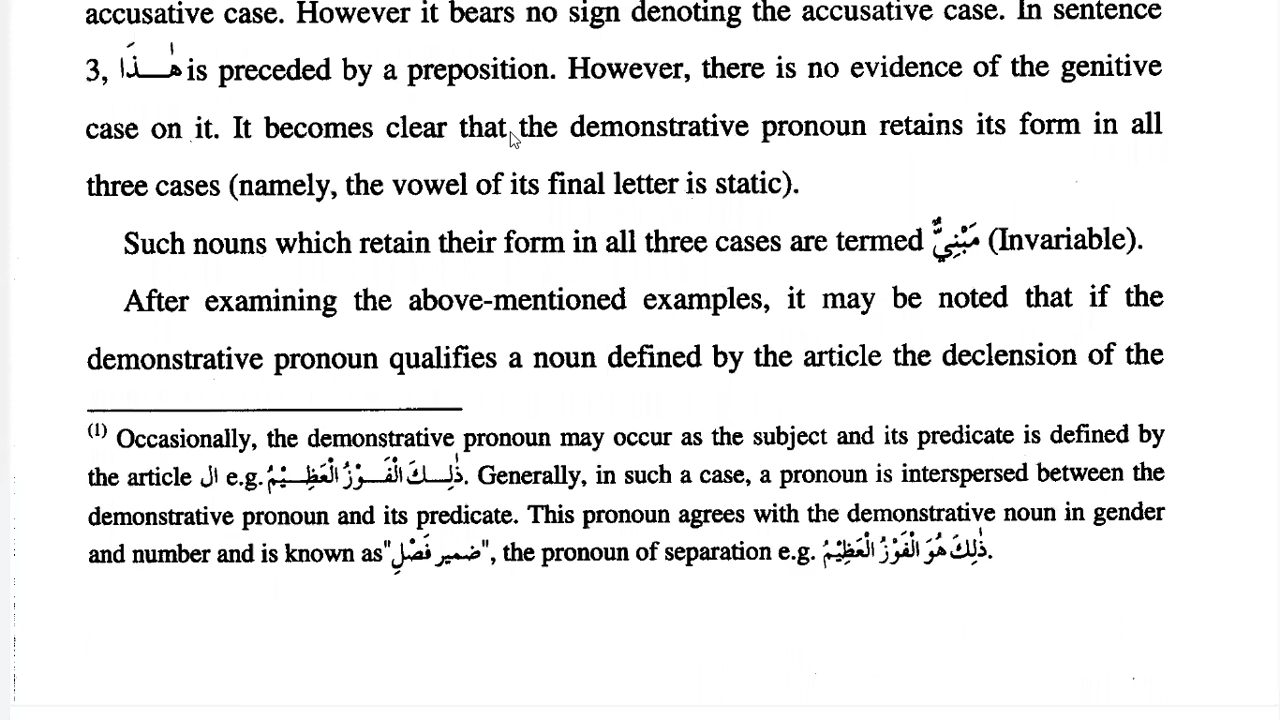 accusative case. However it bears no sign denoting the accusative case. In sentence
3, هٰـــذَا is preceded by a preposition. However, there is no evidence of the genitive
case on it. It becomes clear that the demonstrative pronoun retains its form in all
three cases (namely, the vowel of its final letter is static).
Such nouns which retain their form in all three cases are termed مَبْنِيٌّ (Invariable).
After examining the above-mentioned examples, it may be noted that if the
demonstrative pronoun qualifies a noun defined by the article the declension of the
(1) Occasionally, the demonstrative pronoun may occur as the subject and its predicate is defined by
the article ال e.g. ذٰلِـــكَ الْفَـــوْزُ الْعَظِـــيْمُ. Generally, in such a case, a pronoun is interspersed between the
demonstrative pronoun and its predicate. This pronoun agrees with the demonstrative noun in gender
and number and is known as "ضمير فَصْلِ", the pronoun of separation e.g. ذٰلِكَ هُوَ الْفَوْزُ الْعَظِيْمُ.